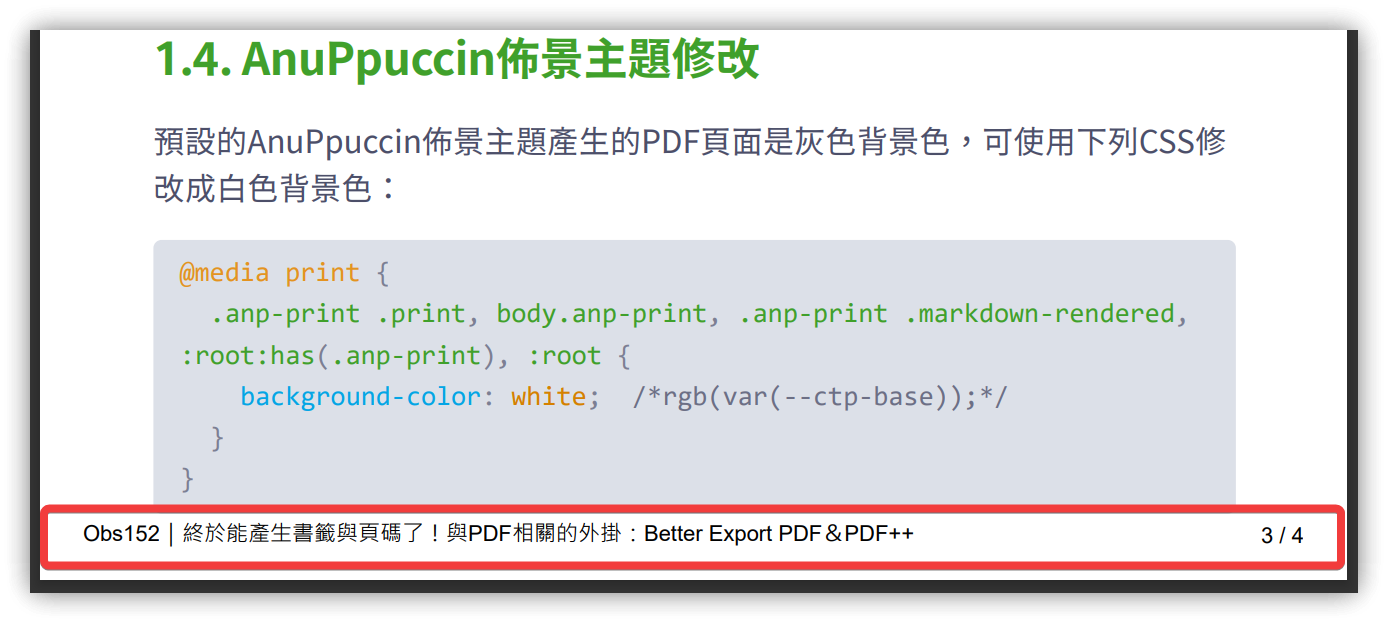 1.4. AnuPpuccin佈景主題修改
預設的AnuPpuccin佈景主題產生的PDF頁面是灰色背景色，可使用下列CSS修
改成白色背景色：
@media print {
  .anp-print .print, body.anp-print, .anp-print .markdown-rendered,
:root:has(.anp-print), :root {
    background-color: white;  /*rgb(var(--ctp-base));*/
  }
}
Obs152｜終於能產生書籤與頁碼了！與PDF相關的外掛：Better Export PDF＆PDF++ 3 / 4